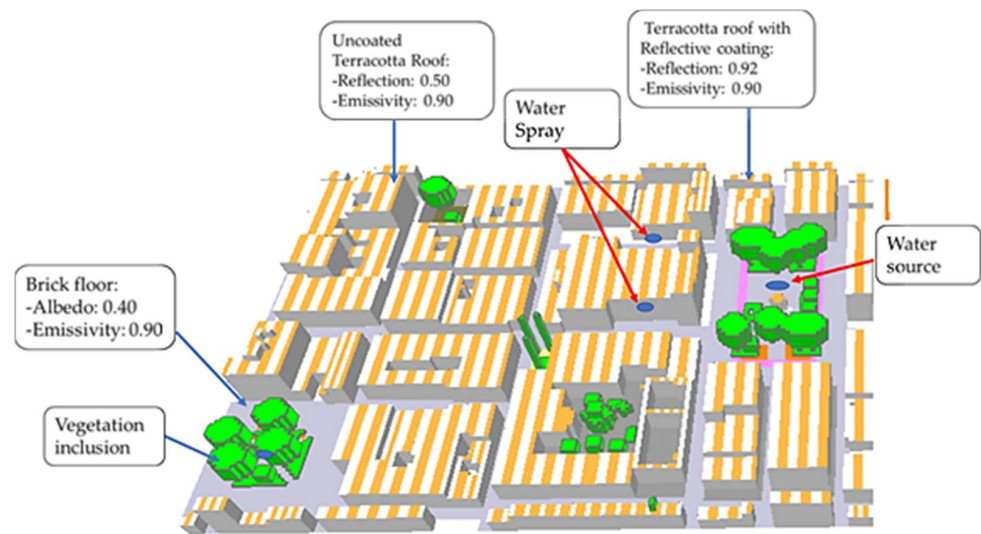 Uncoated
Terracotta Roof:
-Reflection: 0.50
-Emissivity: 0.90
Terracotta roof with
Reflective coating:
-Reflection: 0.92
-Emissivity: 0.90
Water
Spray
Water
source
Brick floor:
-Albedo: 0.40
-Emissivity: 0.90
Vegetation
inclusion